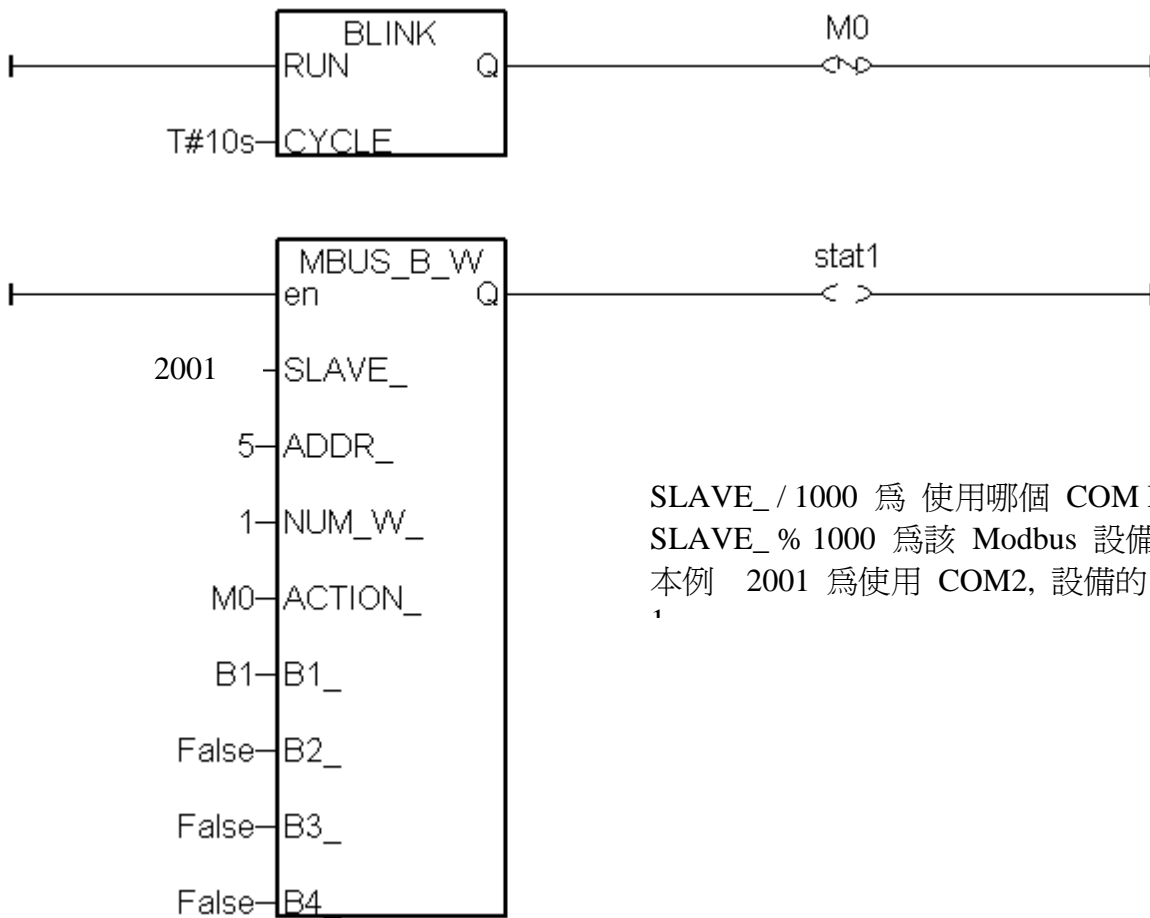 BLINK
M0
RUN
Q
T#10s
CYCLE
MBUS_B_W
stat1
en
Q
2001
SLAVE_
5
ADDR_
1
NUM_W_
M0
ACTION_
B1
B1_
False
B2_
False
B3_
False
B4_
SLAVE_ / 1000 爲 使用哪個 COM
SLAVE_ % 1000 爲該 Modbus 設備
本例 2001 爲使用 COM2, 設備的